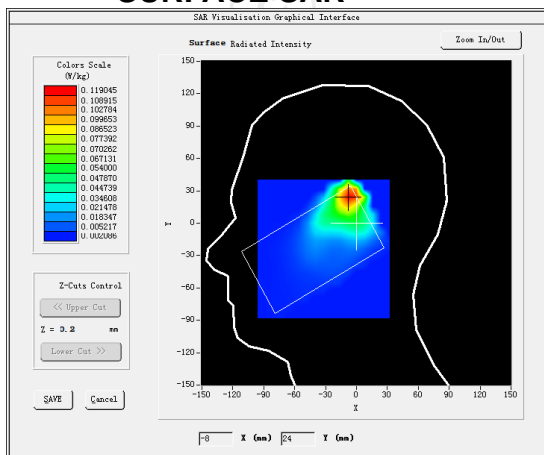 SURFACE SAR
SAR Visualisation Graphical Interface
Surface Radiated Intensity
Zoom In/Out
Colors Scale
(W/kg)
0.119045
0.108915
0.102784
0.099653
0.086523
0.077392
0.070262
0.067131
0.054000
0.047870
0.044739
0.034608
0.021478
0.018347
0.005217
0.002086
Z-Cuts Control
<< Upper Cut
Z = 0.2 mm
Lower Cut >>
SAVE
Cancel
150
120
90
60
30
0
-30
-60
-90
-120
-150
Y
-150 -120 -90 -60 -30 0 30 60 90 120 150
X
-8 X (mm) 24 Y (mm)